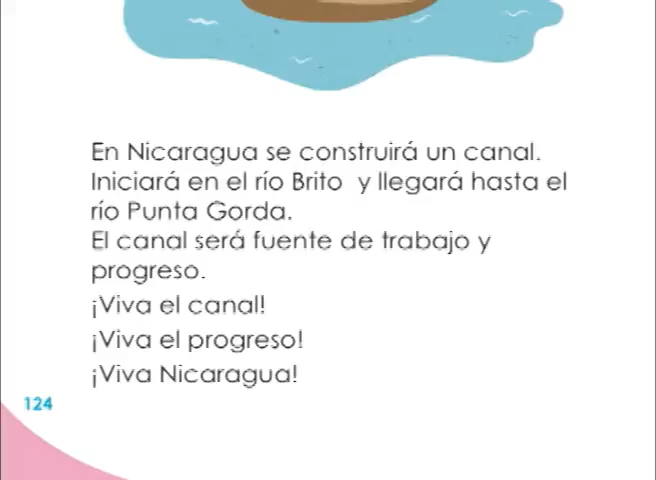 En Nicaragua se construirá un canal.
Iniciará en el río Brito y llegará hasta el
río Punta Gorda.
El canal será fuente de trabajo y
progreso.
¡Viva el canal!
¡Viva el progreso!
¡Viva Nicaragua!
124